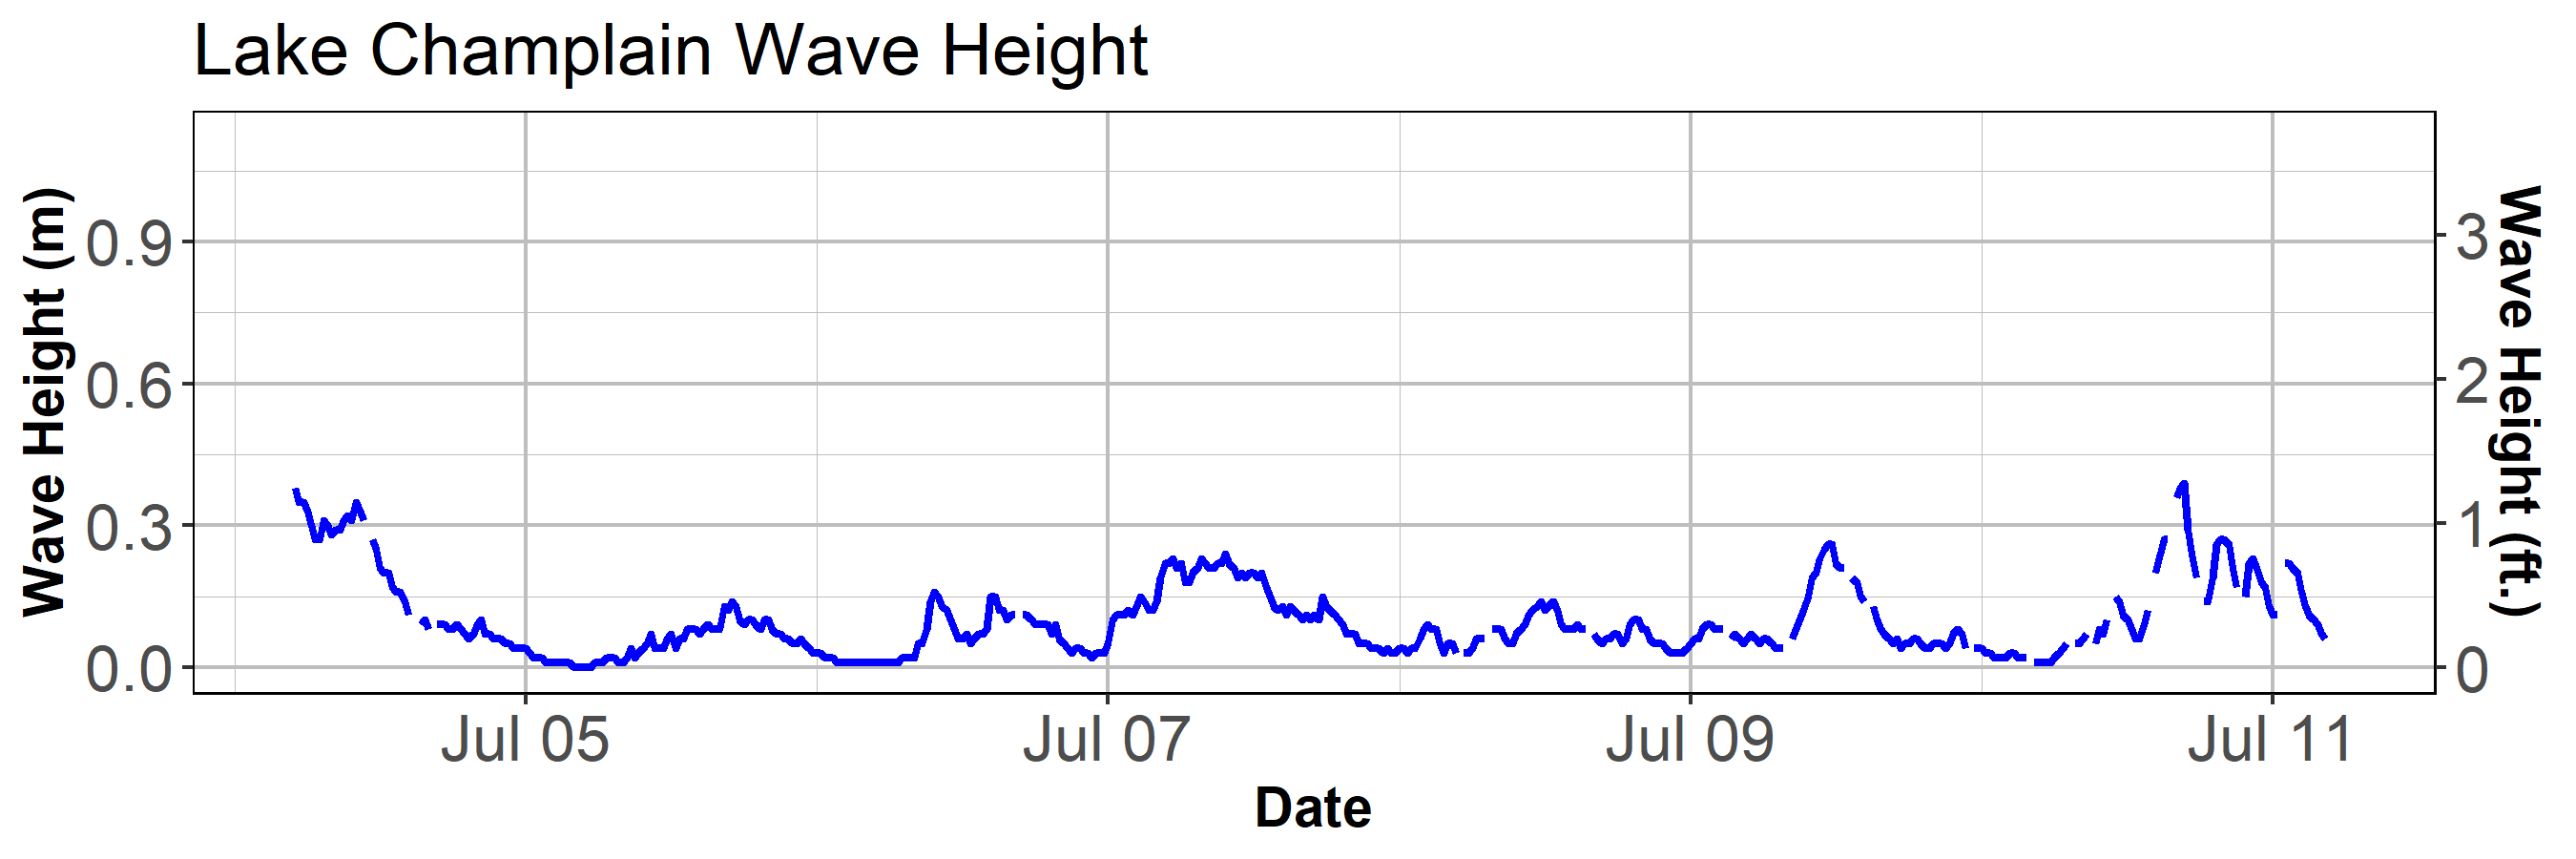 Lake Champlain Wave Height
Wave Height (m)
0.9
0.6
0.3
0.0
3
2
1
0
Wave Height (ft.)
Jul 05
Jul 07
Jul 09
Jul 11
Date